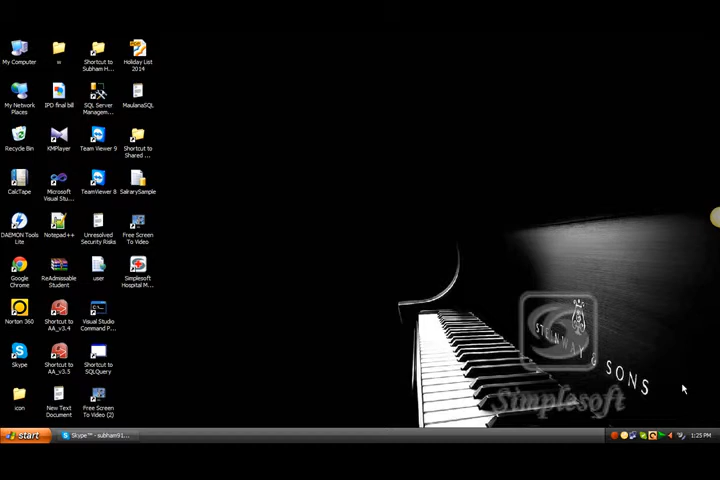 My Computer
w
Shortcut to
Subham H...
Holiday List
2014
My Network
Places
IPD final bill
SQL Server
Managem...
MaulanaSQL
Recycle Bin
KMPlayer
Team Viewer 9
Shortcut to
Shared ...
CalcTape
Microsoft
Visual Stu...
TeamViewer 8
SalrarySample
DAEMON Tools
Lite
Notepad++
Unresolved
Security Risks
Free Screen
To Video
Google
Chrome
ReAdmissable
Student
user
Simplesoft
Hospital M...
Norton 360
Shortcut to
AA_v3.4
Visual Studio
Command P...
Skype
Shortcut to
AA_v3.5
Shortcut to
SQLQuery
icon
New Text
Document
Free Screen
To Video (2)
STEINWAY & SONS
Simplesoft
start
Skype™ - subham91...
1:25 PM